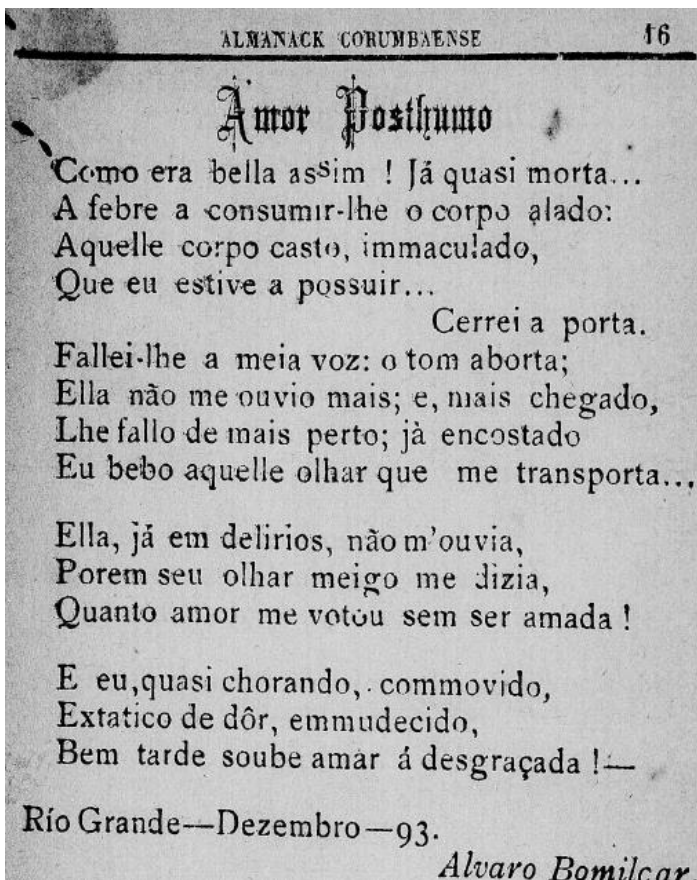 ALMANACK CORUMBAENSE 16
Amor Posthumo
Como era bella assim ! Já quasi morta...
A febre a consumir-lhe o corpo alado:
Aquelle corpo casto, immaculado,
Que eu estive a possuir...
Cerrei a porta.
Fallei-lhe a meia voz: o tom aborta;
Ella não me ouvio mais; e, mais chegado,
Lhe fallo de mais perto; jà encostado
Eu bebo aquelle olhar que me transporta...
Ella, já em delirios, não m'ouvia,
Porem seu olhar meigo me dizia,
Quanto amor me votou sem ser amada !
E eu,quasi chorando, commovido,
Extatico de dôr, emmudecido,
Bem tarde soube amar á desgraçada !—
Río Grande—Dezembro—93.
Alvaro Bomilcar